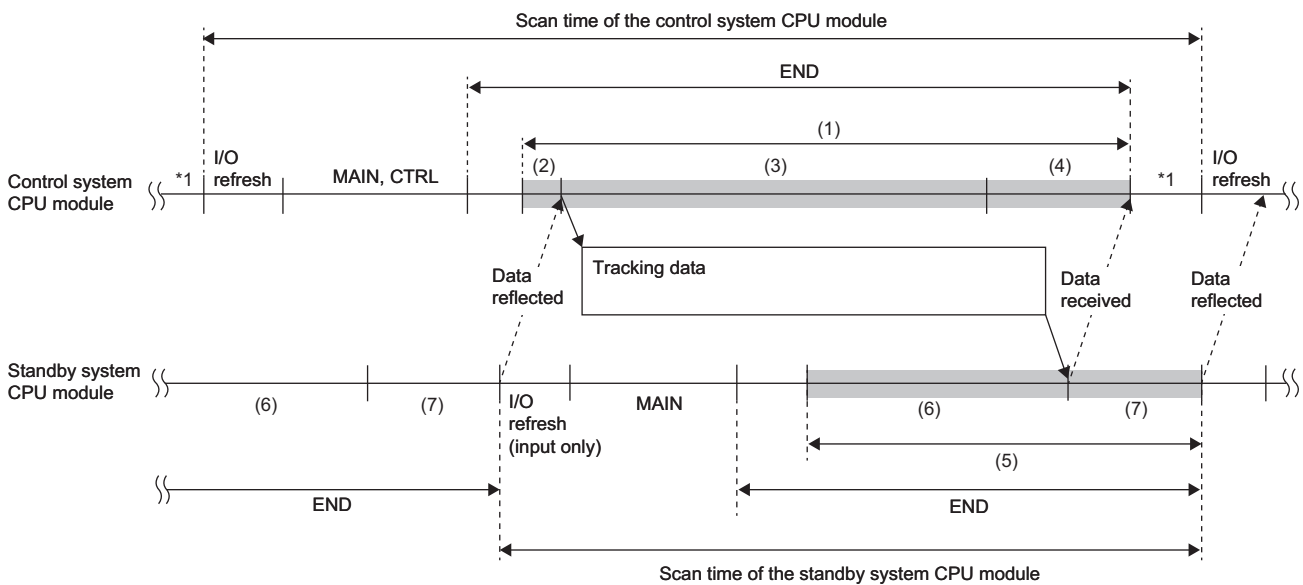 Scan time of the control system CPU module
END
(1)
Control system
CPU module
*1
I/O
refresh
MAIN, CTRL
(2)
(3)
(4)
*1
I/O
refresh
Data
reflected
Tracking data
Data
received
Data
reflected
Standby system
CPU module
(6)
(7)
I/O
refresh
(input only)
MAIN
(6)
(7)
(5)
END
END
Scan time of the standby system CPU module